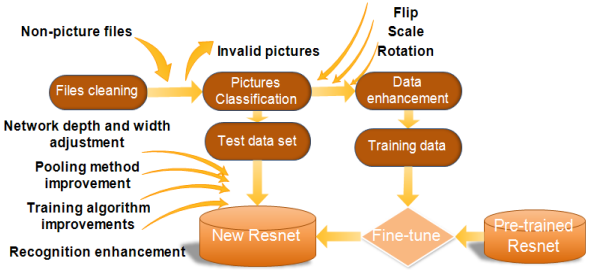 Flip
Scale
Rotation
Non-picture files
Invalid pictures
Files cleaning
Pictures
Classification
Data
enhancement
Network depth and width
adjustment
Test data set
Training data
Pooling method
improvement
Training algorithm
improvements
Recognition enhancement
New Resnet
Fine-tune
Pre-trained
Resnet